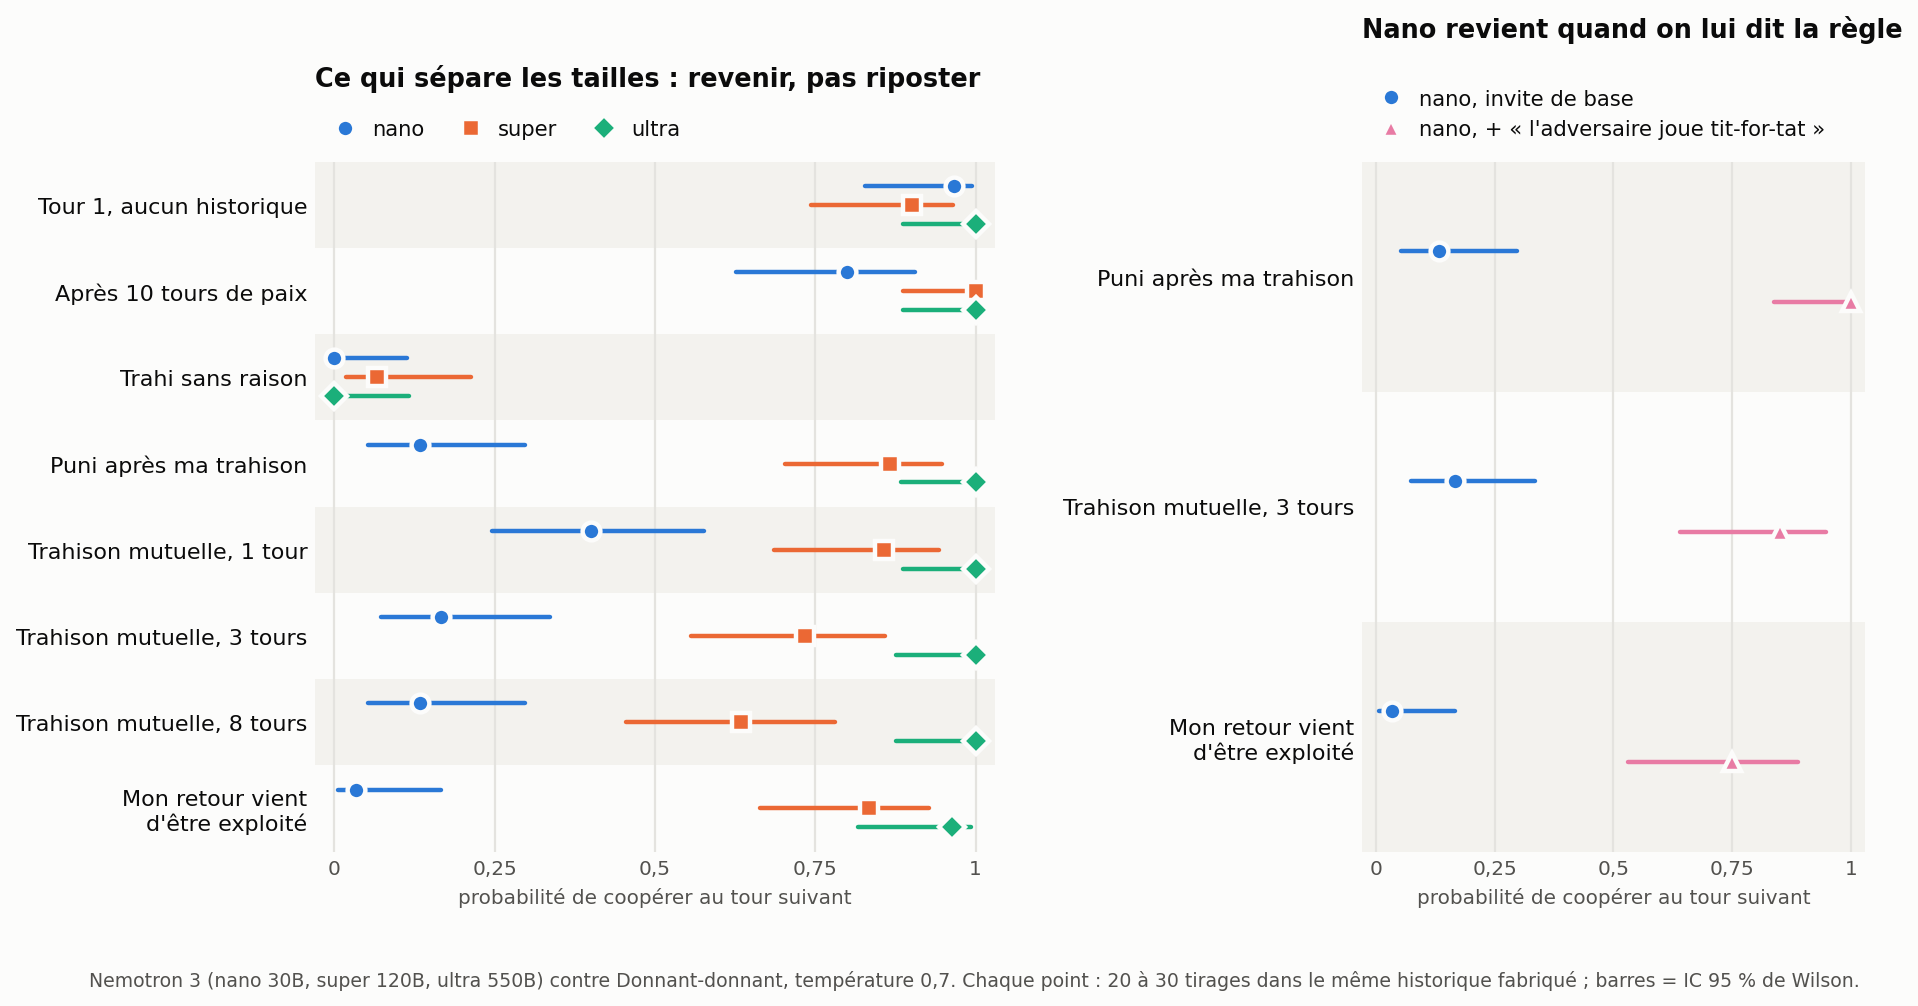 Nano revient quand on lui dit la règle
Ce qui sépare les tailles : revenir, pas riposter
nano super ultra
nano, invite de base
nano, + « l'adversaire joue tit-for-tat »
Tour 1, aucun historique
Après 10 tours de paix
Trahi sans raison
Puni après ma trahison
Trahison mutuelle, 1 tour
Trahison mutuelle, 3 tours
Trahison mutuelle, 8 tours
Mon retour vient
d'être exploité
0 0,25 0,5 0,75 1
probabilité de coopérer au tour suivant
Puni après ma trahison
Trahison mutuelle, 3 tours
Mon retour vient
d'être exploité
0 0,25 0,5 0,75 1
probabilité de coopérer au tour suivant
Nemotron 3 (nano 30B, super 120B, ultra 550B) contre Donnant-donnant, température 0,7. Chaque point : 20 à 30 tirages dans le même historique fabriqué ; barres = IC 95 % de Wilson.